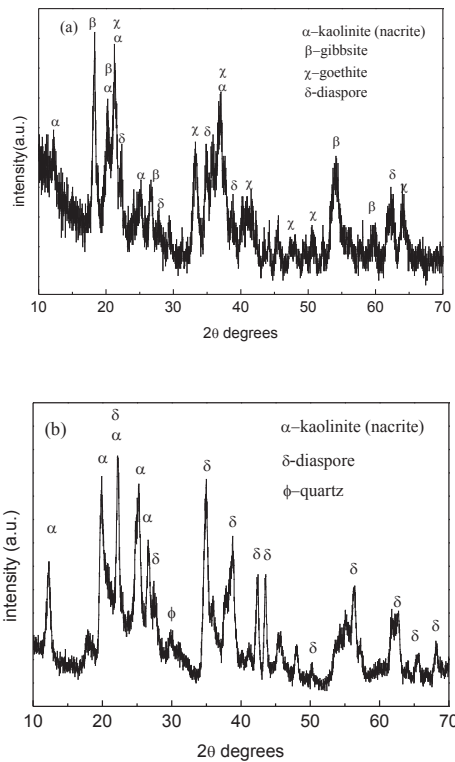 (a)
α–kaolinite (nacrite)
β–gibbsite
χ–goethite
δ-diaspore
β
χ
α
β
α
χ
α
α
δ
α
β
δ
χ
δ
δ
χ
χ
χ
β
β
δ
χ
intensity(a.u.)
10 20 30 40 50 60 70
2θ degrees
(b)
α–kaolinite (nacrite)
δ-diaspore
ϕ–quartz
δ
α
α
α
δ
α
α
δ
δ
δ δ
δ
ϕ
δ
δ
δ
δ
intensity (a.u.)
10 20 30 40 50 60 70
2θ degrees